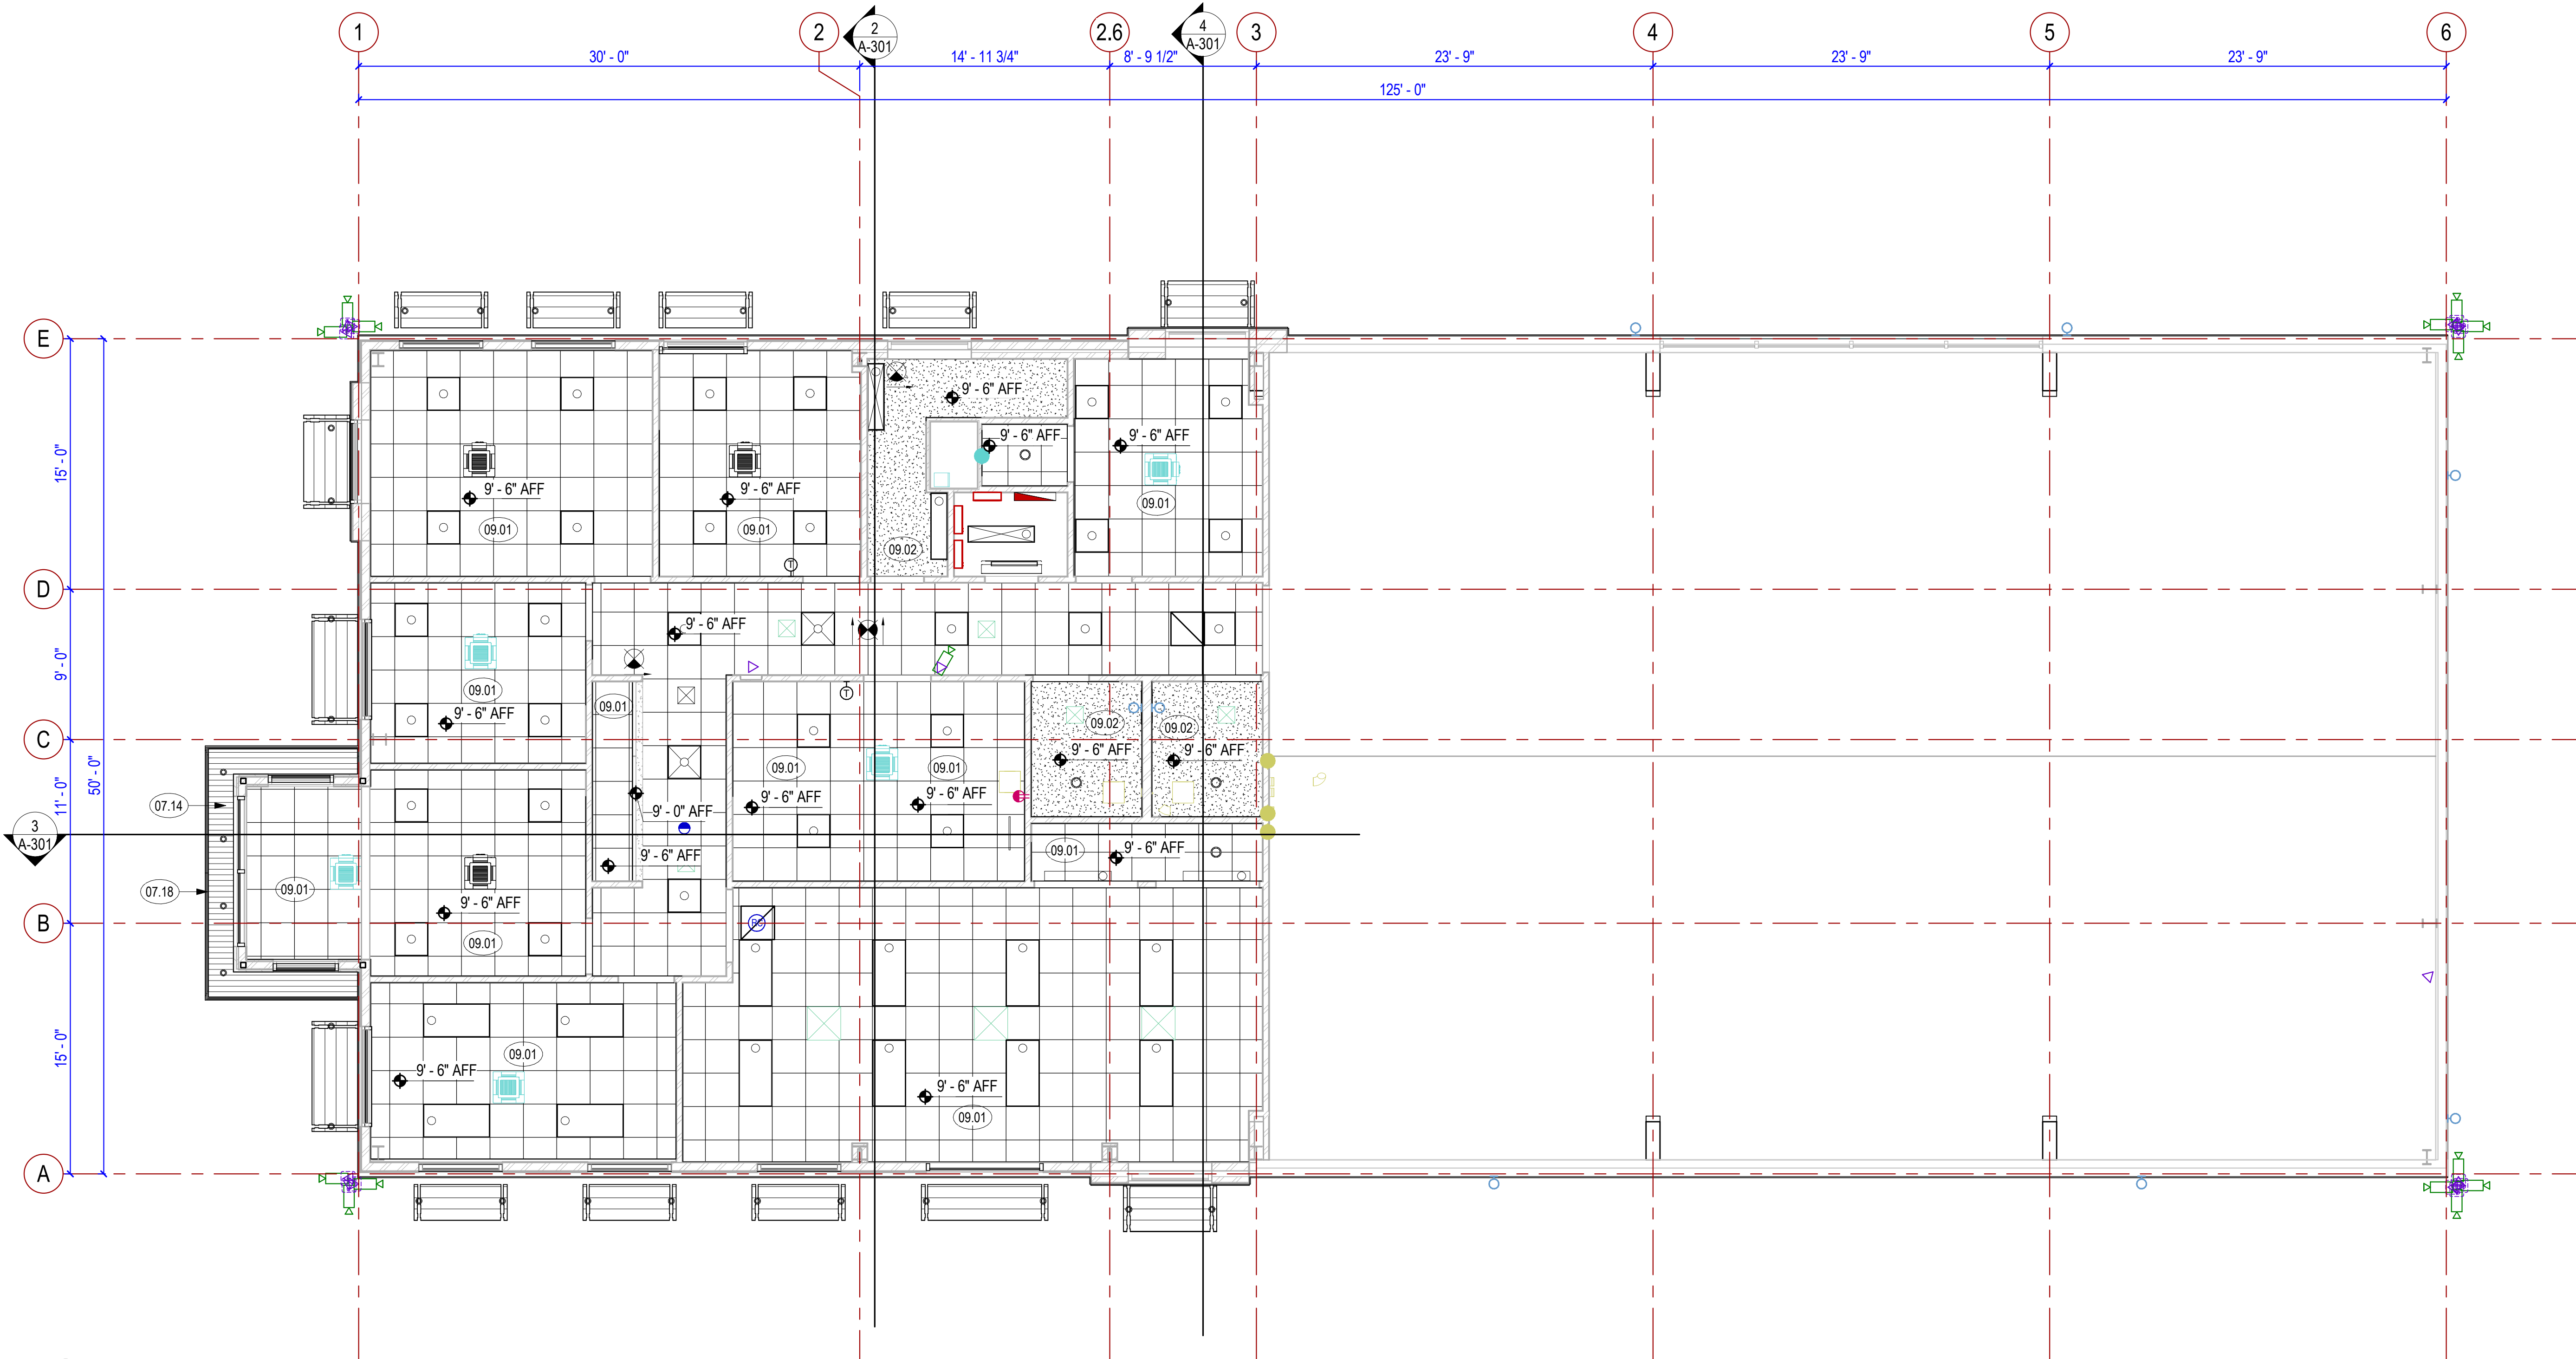 1
2
2
A-301
2.6
4
A-301
3
4
5
6
30' - 0"
14' - 11 3/4"
8' - 9 1/2"
23' - 9"
23' - 9"
23' - 9"
125' - 0"
E
D
C
B
A
15' - 0"
9' - 0"
11' - 0"
15' - 0"
50' - 0"
3
A-301
07.14
07.18
9' - 6" AFF
9' - 6" AFF
9' - 6" AFF
9' - 6" AFF
09.01
9' - 6" AFF
09.01
9' - 6" AFF
09.01
09.02
9' - 6" AFF
T
09.01
9' - 6" AFF
09.01
T
09.02
09.02
9' - 6" AFF
9' - 6" AFF
09.01
09.01
9' - 6" AFF
9' - 6" AFF
9' - 0" AFF
9' - 6" AFF
09.01
9' - 6" AFF
09.01
9' - 6" AFF
09.01
09.01
9' - 6" AFF
09.01
9' - 6" AFF
09.01